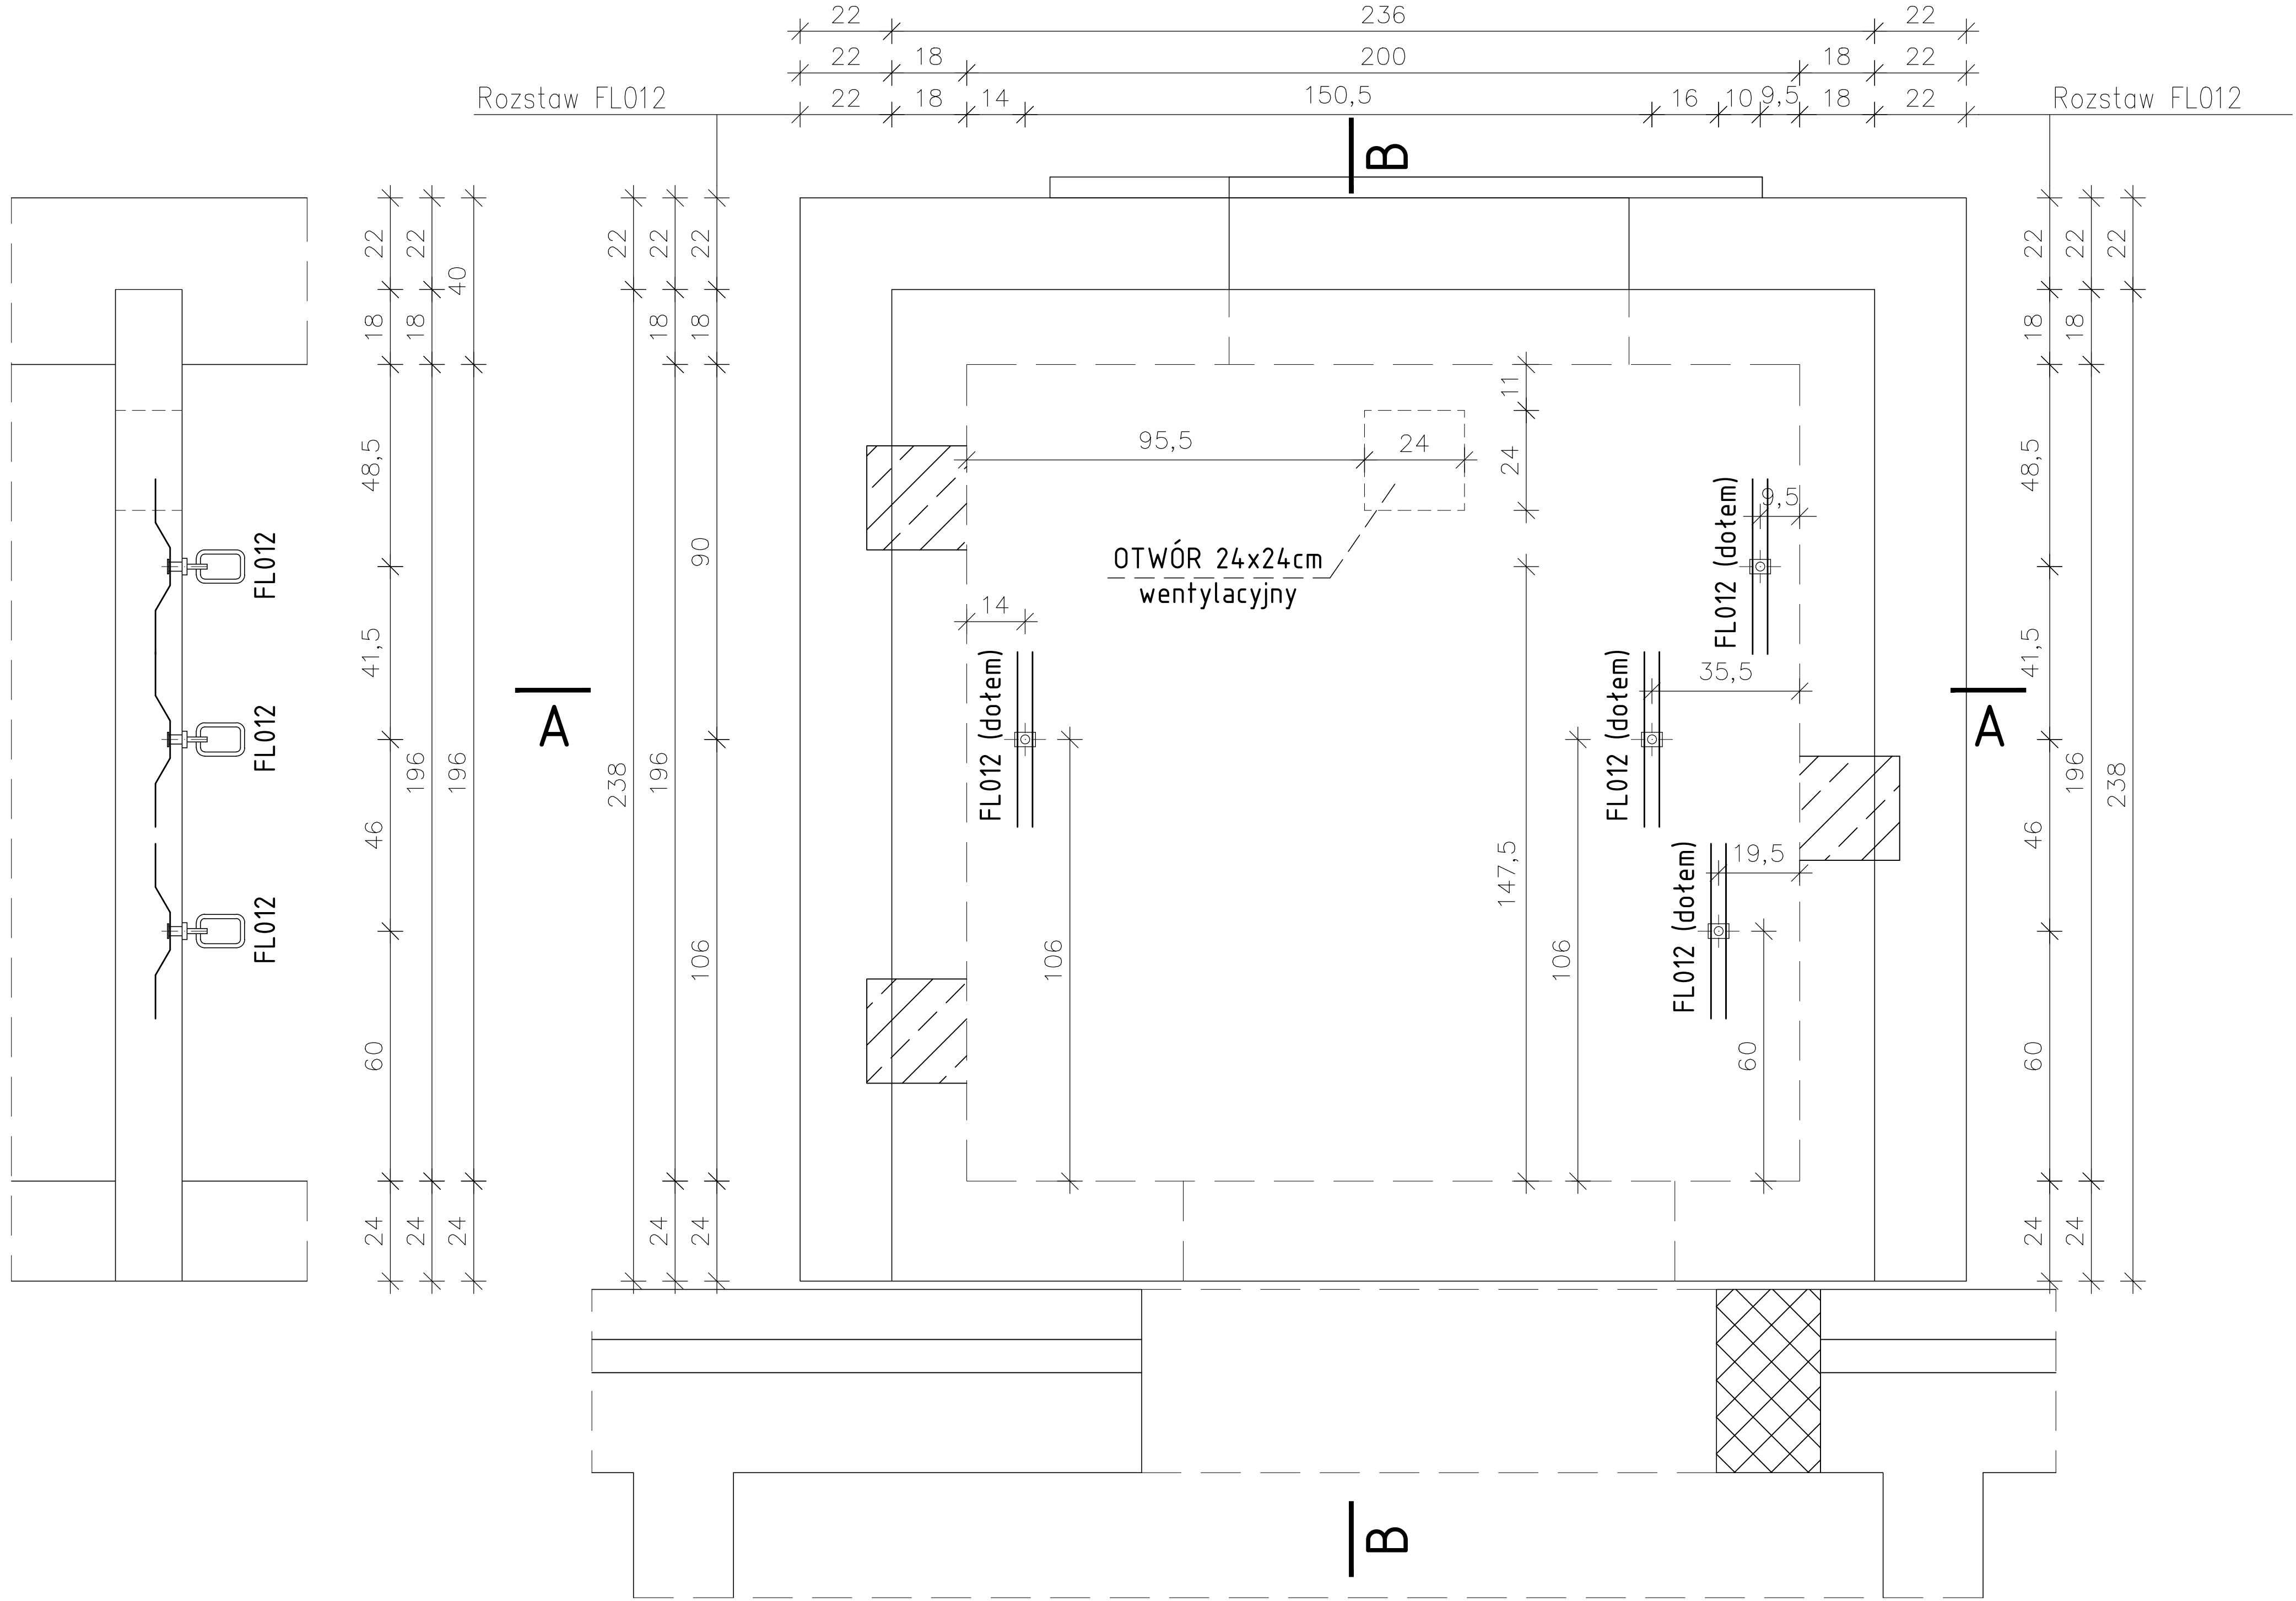 22 236 22
22 18 200 18 22
Rozstaw FL012 22 18 14 150,5 16 10 9,5 18 22 Rozstaw FL012
B
22 22 22 22 22 22 22 22
40
18 18 18 18 18 18
11
95,5 24
24
48,5 48,5
9,5
FL012 (dołem)
OTWÓR 24x24cm
wentylacyjny
FL012
90
14
41,5 41,5
35,5
FL012 (dołem) FL012 (dołem)
FL012
A A
196 196 238 196 196 238
46 46
147,5
19,5
FL012 (dołem)
FL012
106 106 106
60 60 60
24 24 24 24 24 24 24
B